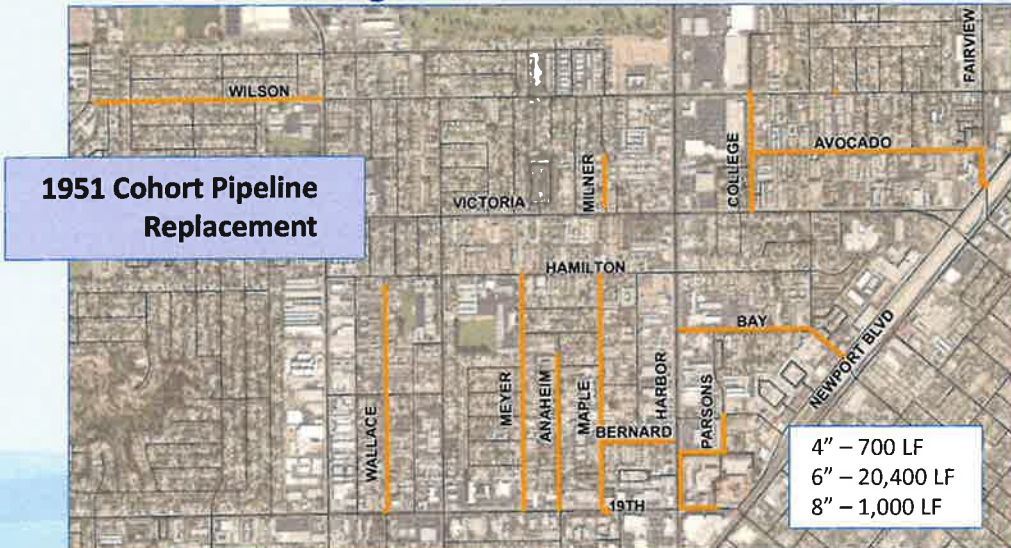 WILSON
FAIRVIEW
1951 Cohort Pipeline
Replacement
MILNER
COLLEGE
AVOCADO
VICTORIA
HAMILTON
BAY
NEWPORT BLVD
WALLACE
MEYER
ANAHEIM
MAPLE
HARBOR
PARSONS
BERNARD
19TH
4” – 700 LF
6” – 20,400 LF
8” – 1,000 LF